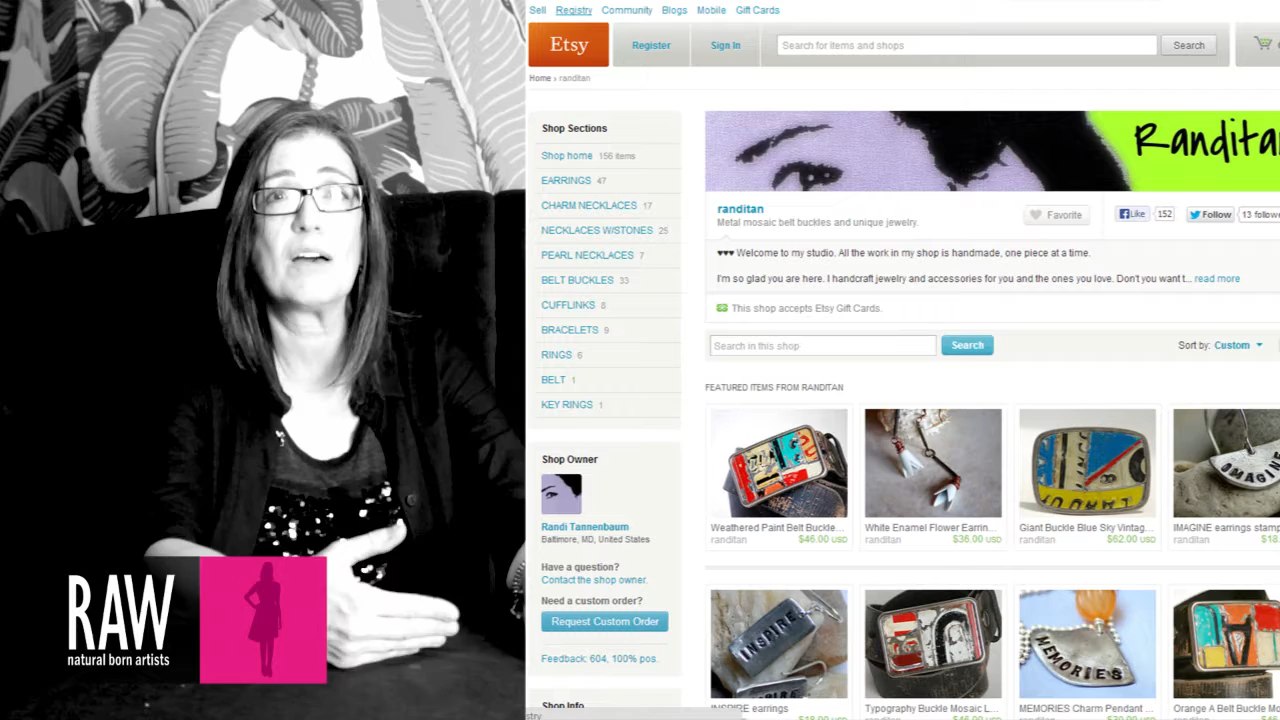 Sell Registry Community Blogs Mobile Gift Cards
Etsy Register Sign In Search for items and shops Search
Home › randitan
Shop Sections
Shop home 156 items
EARRINGS 47
CHARM NECKLACES 17
NECKLACES W/STONES 25
PEARL NECKLACES 7
BELT BUCKLES 33
CUFFLINKS 8
BRACELETS 9
RINGS 6
BELT 1
KEY RINGS 1
Shop Owner
Randi Tannenbaum
Baltimore, MD, United States
Have a question?
Contact the shop owner.
Need a custom order?
Request Custom Order
Feedback: 604, 100% pos.
Shop Info
Randitan
randitan
Metal mosaic belt buckles and unique jewelry.
Favorite
Like 152 Follow 13 followe
♥♥♥ Welcome to my studio. All the work in my shop is handmade, one piece at a time.
I'm so glad you are here. I handcraft jewelry and accessories for you and the ones you love. Don't you want t... read more
This shop accepts Etsy Gift Cards.
Search in this shop Search Sort by: Custom
FEATURED ITEMS FROM RANDITAN
IMAGIN
Weathered Paint Belt Buckle... White Enamel Flower Earrin... Giant Buckle Blue Sky Vintag... IMAGINE earrings stamp
randitan $46.00 USD randitan $36.00 USD randitan $62.00 USD randitan $18.
INSPIRE
MEMORIES
INSPIRE earrings Typography Buckle Mosaic L... MEMORIES Charm Pendant ... Orange A Belt Buckle M
RAW
natural born artists